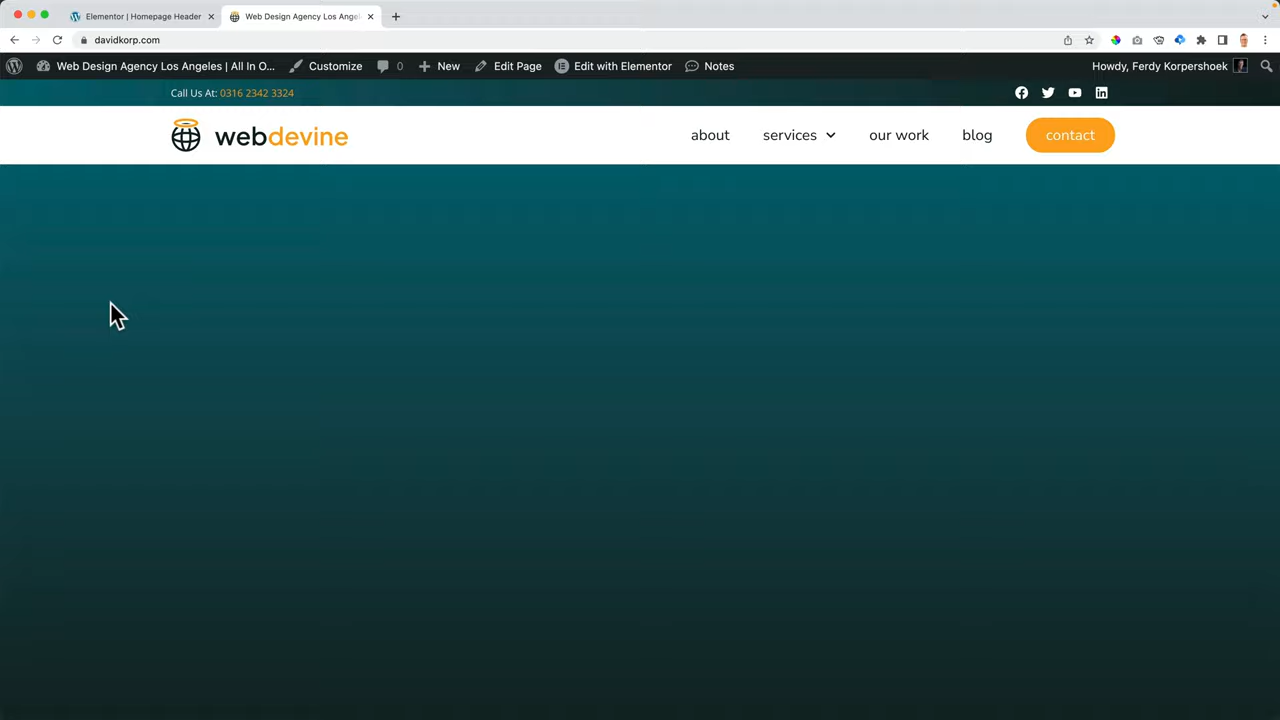 Elementor | Homepage Header
Web Design Agency Los Angele
davidkorp.com
Web Design Agency Los Angeles | All In O...
Customize
0
New
Edit Page
Edit with Elementor
Notes
Howdy, Ferdy Korpershoek
Call Us At: 0316 2342 3324
webdevine
about
services
our work
blog
contact